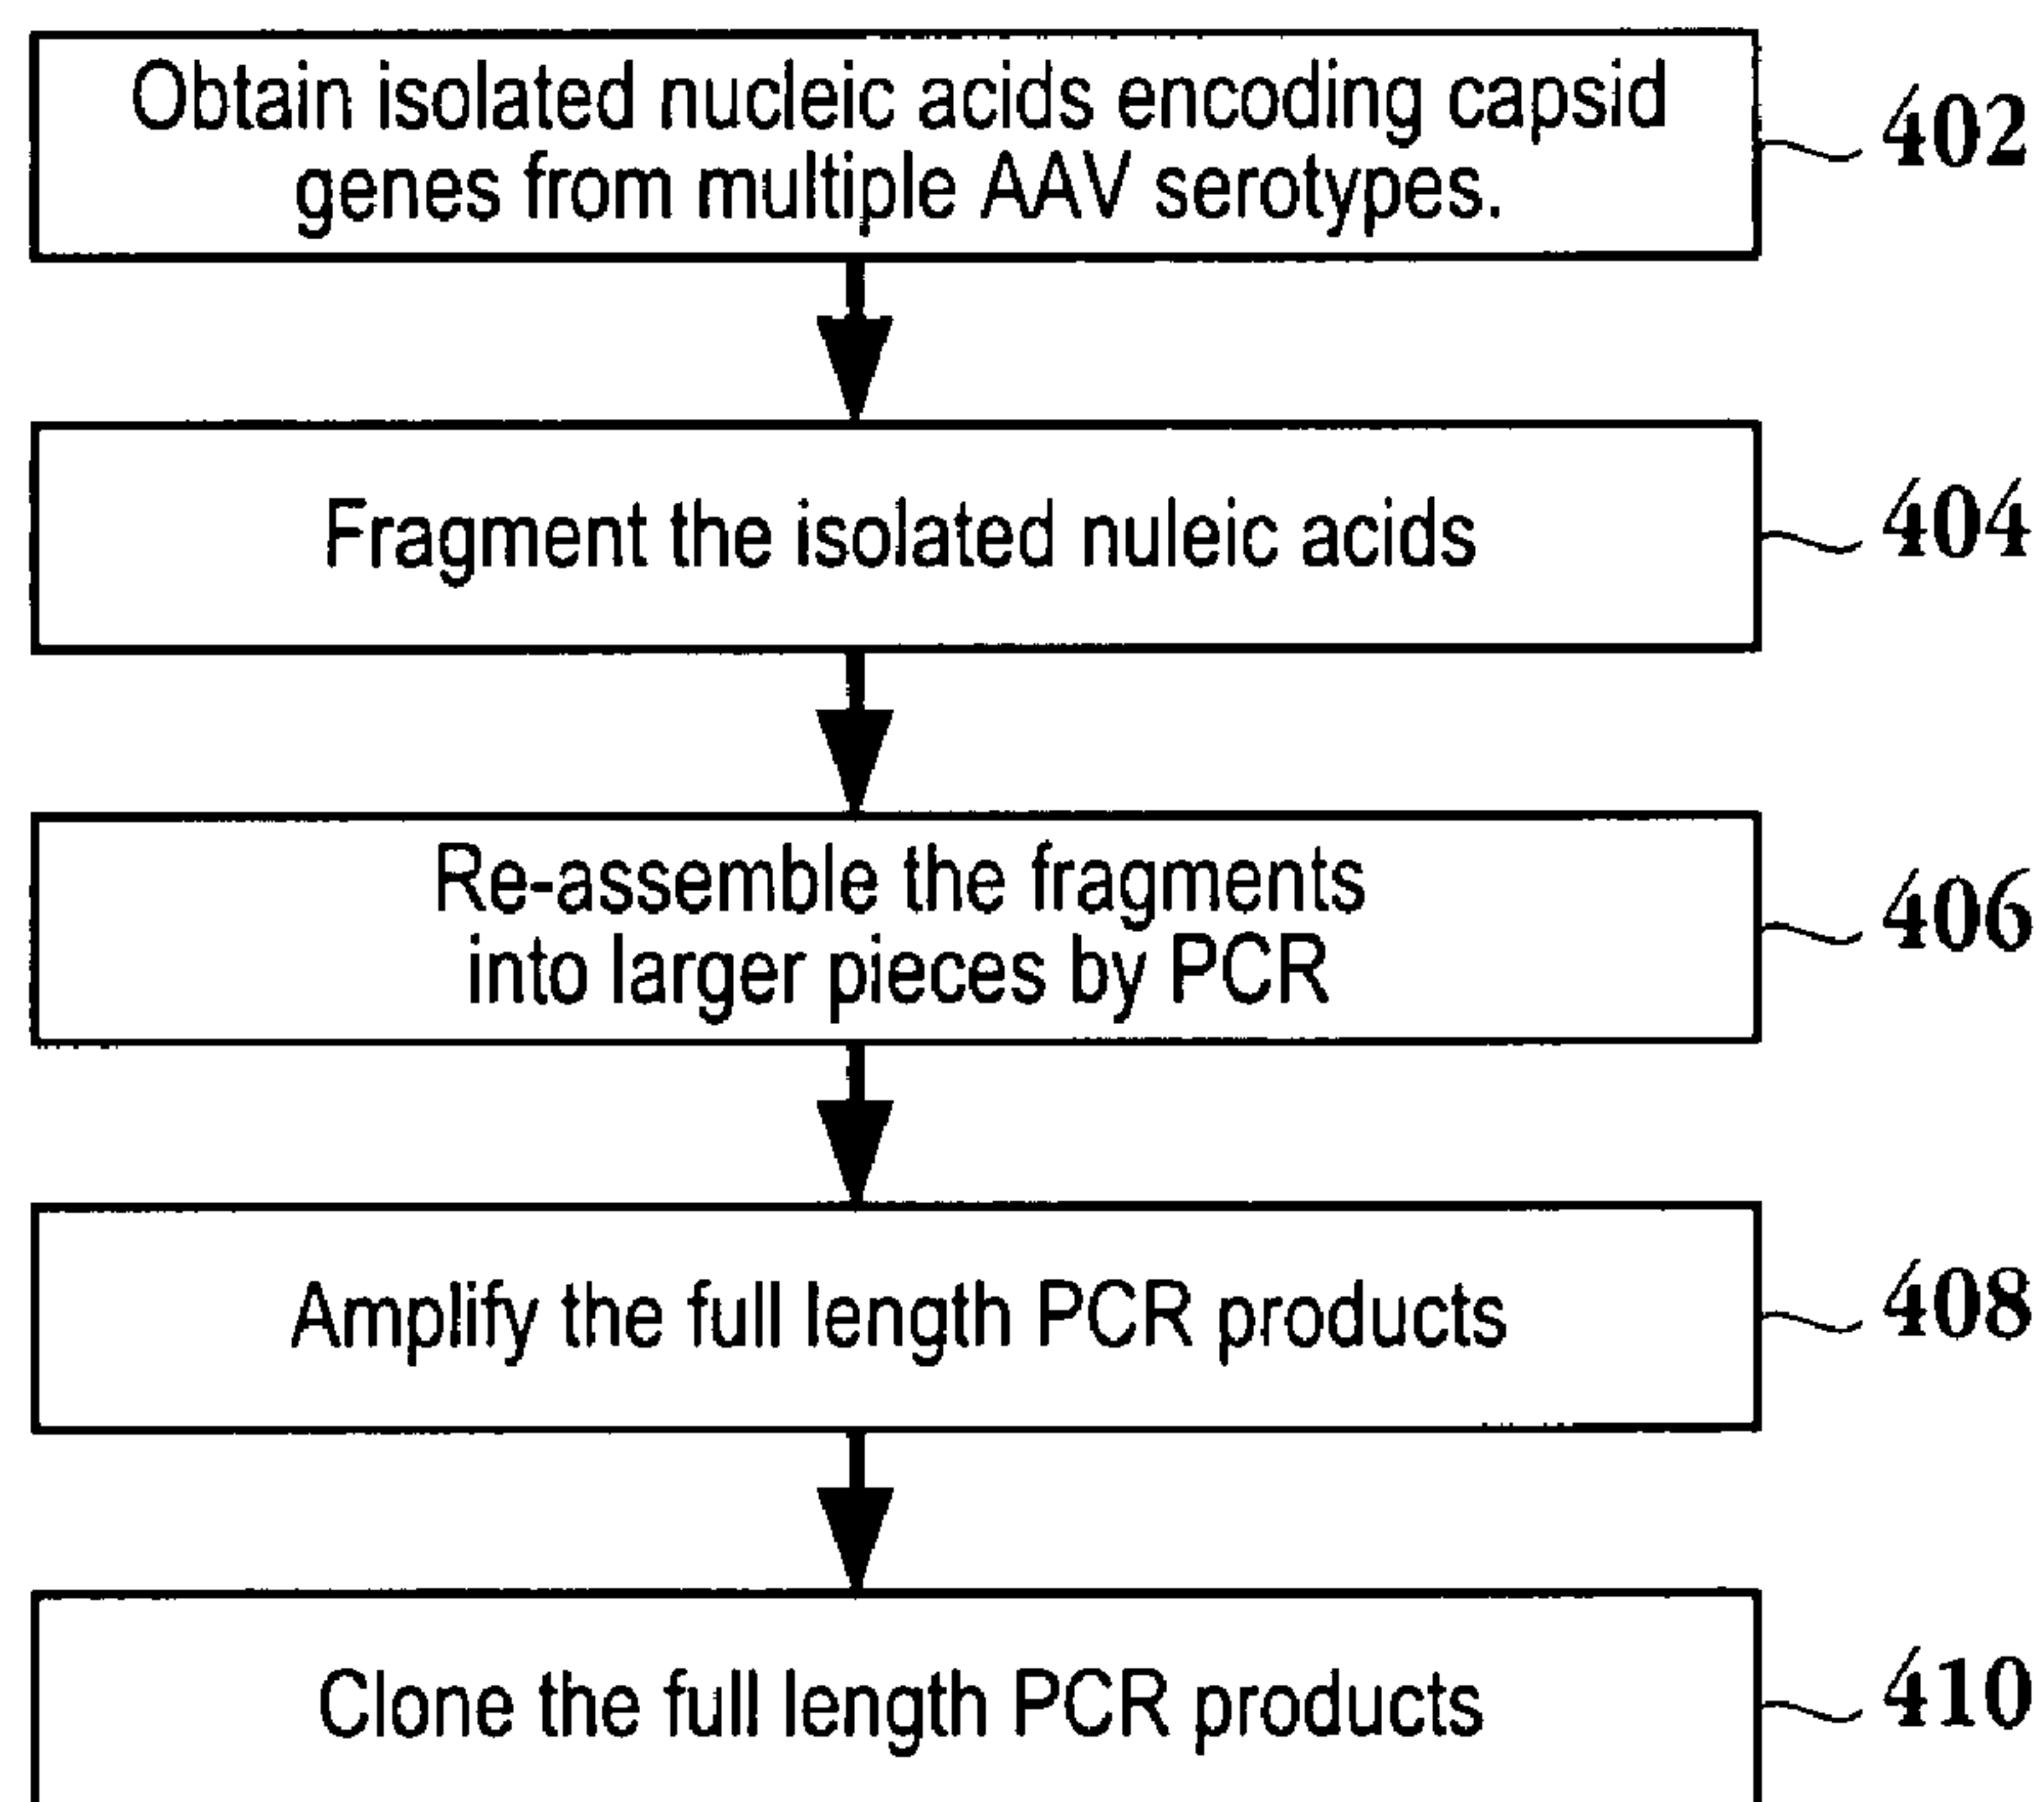 Obtain isolated nucleic acids encoding capsid
genes from multiple AAV serotypes.
402
Fragment the isolated nuleic acids
404
Re-assemble the fragments
into larger pieces by PCR
406
Amplify the full length PCR products
408
Clone the full length PCR products
410